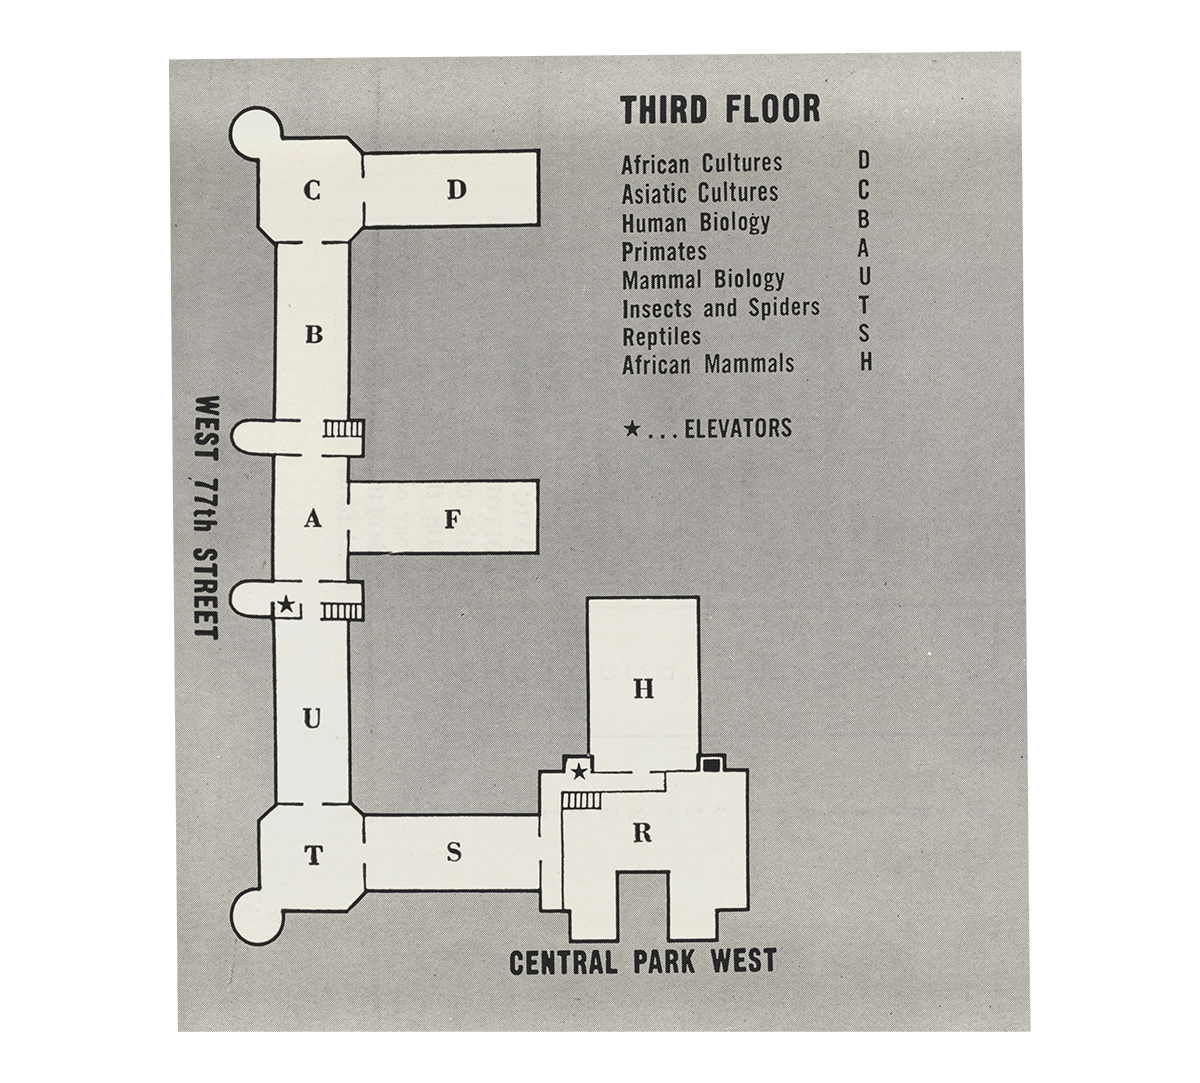 THIRD FLOOR
African Cultures D
Asiatic Cultures C
Human Biology B
Primates A
Mammal Biology U
Insects and Spiders T
Reptiles S
African Mammals H
★... ELEVATORS
C
D
B
A
F
★
U
H
★
T
S
R
WEST 77th STREET
CENTRAL PARK WEST